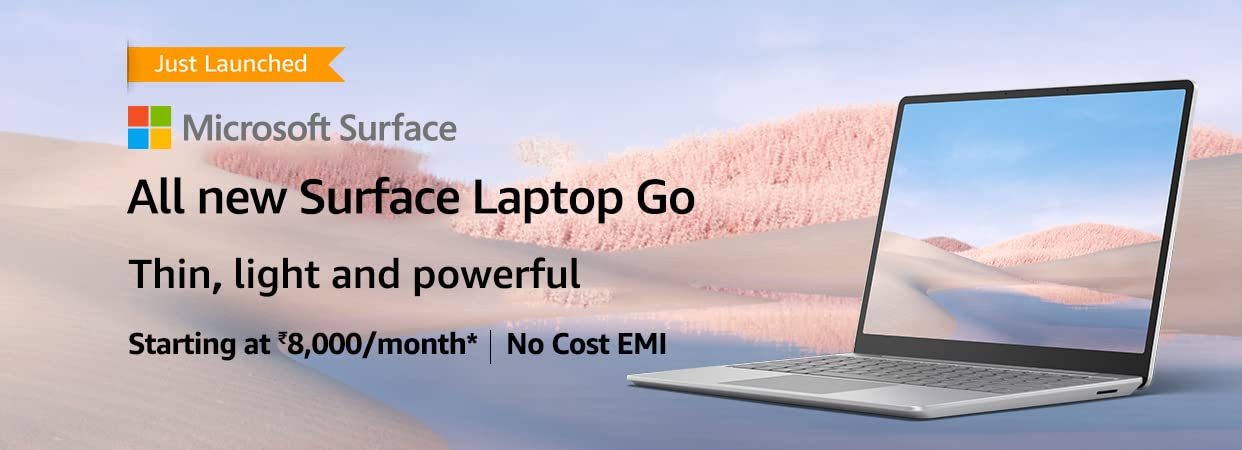 Just Launched
Microsoft Surface
All new Surface Laptop Go
Thin, light and powerful
Starting at ₹8,000/month* | No Cost EMI